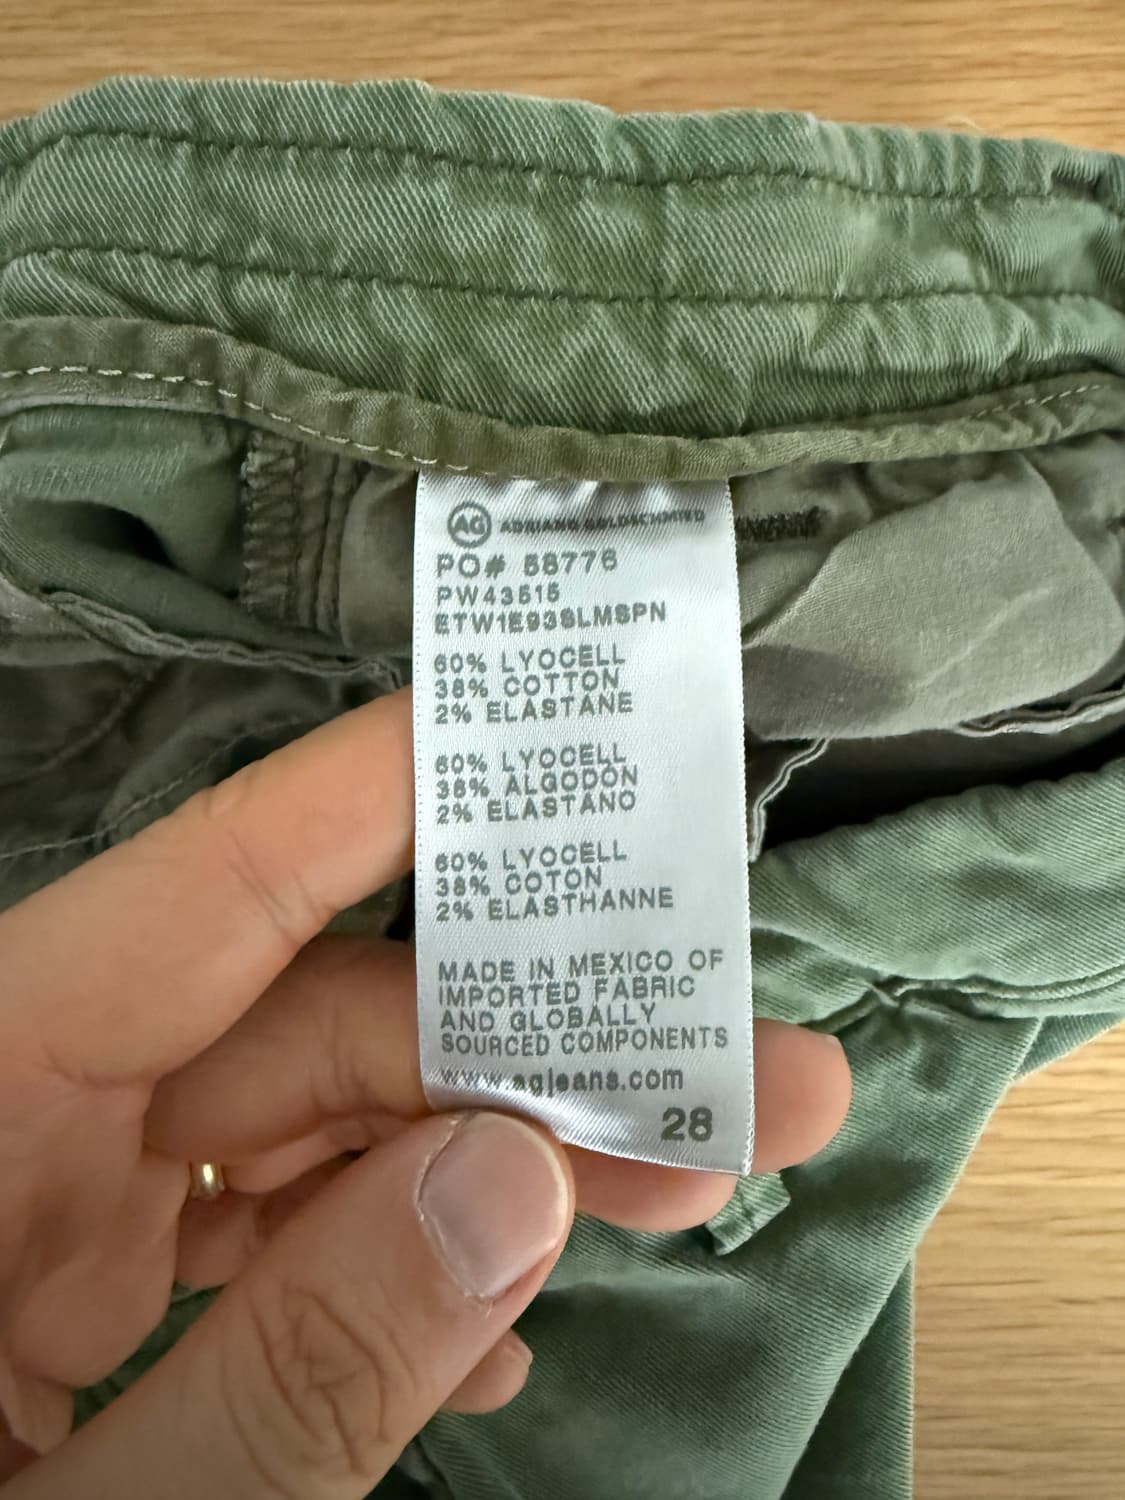 AG ADRIANO GOLDSCHMIED
PO# 58776
PW43515
ETW1E93SLMSPN
60% LYOCELL
38% COTTON
2% ELASTANE
60% LYOCELL
38% ALGODÓN
2% ELASTANO
60% LYOCELL
38% COTON
2% ELASTHANNE
MADE IN MEXICO OF
IMPORTED FABRIC
AND GLOBALLY
SOURCED COMPONENTS
www.agjeans.com
28